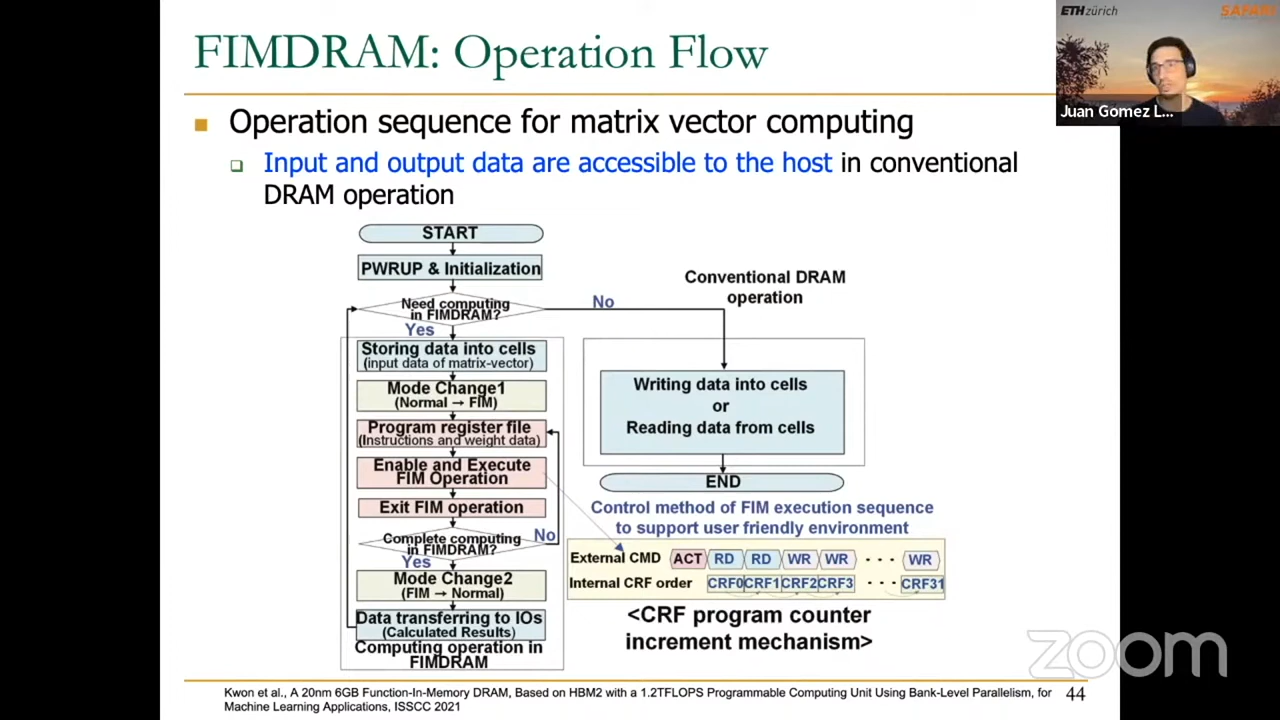 FIMDRAM: Operation Flow
ETH zürich
SAFARI
Juan Gomez L...
Operation sequence for matrix vector computing
Input and output data are accessible to the host in conventional
DRAM operation
START
PWRUP & Initialization
Need computing
in FIMDRAM?
No
Yes
Conventional DRAM
operation
Storing data into cells
(input data of matrix-vector)
Mode Change1
(Normal → FIM)
Program register file
(Instructions and weight data)
Enable and Execute
FIM Operation
Exit FIM operation
Complete computing
in FIMDRAM?
No
Yes
Mode Change2
(FIM → Normal)
Data transferring to IOs
(Calculated Results)
Computing operation in
FIMDRAM
Writing data into cells
or
Reading data from cells
END
Control method of FIM execution sequence
to support user friendly environment
External CMD ACT RD RD WR WR · · · WR
Internal CRF order CRF0 CRF1 CRF2 CRF3 · · · CRF31
<CRF program counter
increment mechanism>
zoom
Kwon et al., A 20nm 6GB Function-In-Memory DRAM, Based on HBM2 with a 1.2TFLOPS Programmable Computing Unit Using Bank-Level Parallelism, for
Machine Learning Applications, ISSCC 2021
44